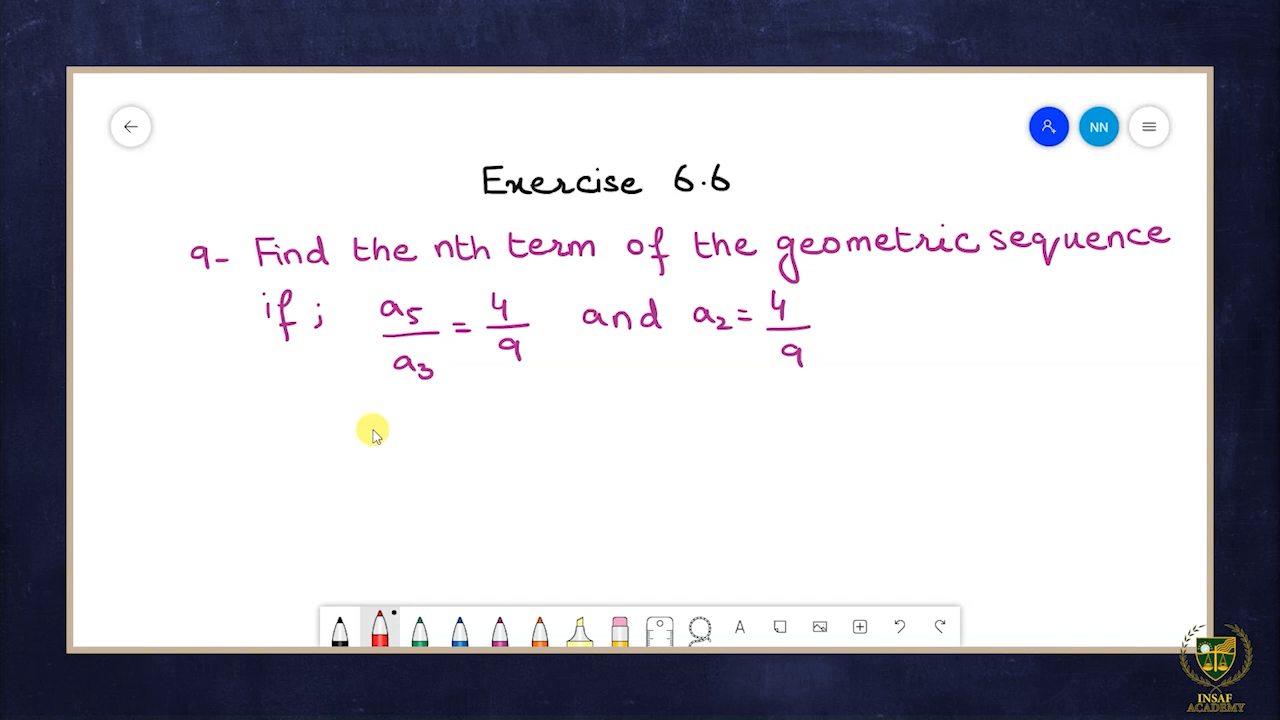 NN
Exercise 6.6
9- Find the nth term of the geometric sequence
if ; a₅/a₃ = 4/9 and a₂ = 4/9
A
INSAF
ACADEMY